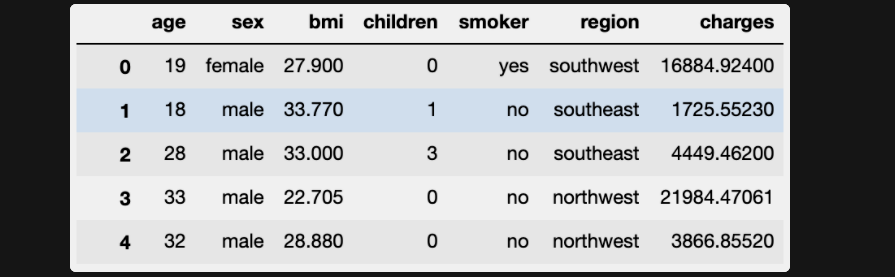 age sex bmi children smoker region charges
0 19 female 27.900 0 yes southwest 16884.92400
1 18 male 33.770 1 no southeast 1725.55230
2 28 male 33.000 3 no southeast 4449.46200
3 33 male 22.705 0 no northwest 21984.47061
4 32 male 28.880 0 no northwest 3866.85520